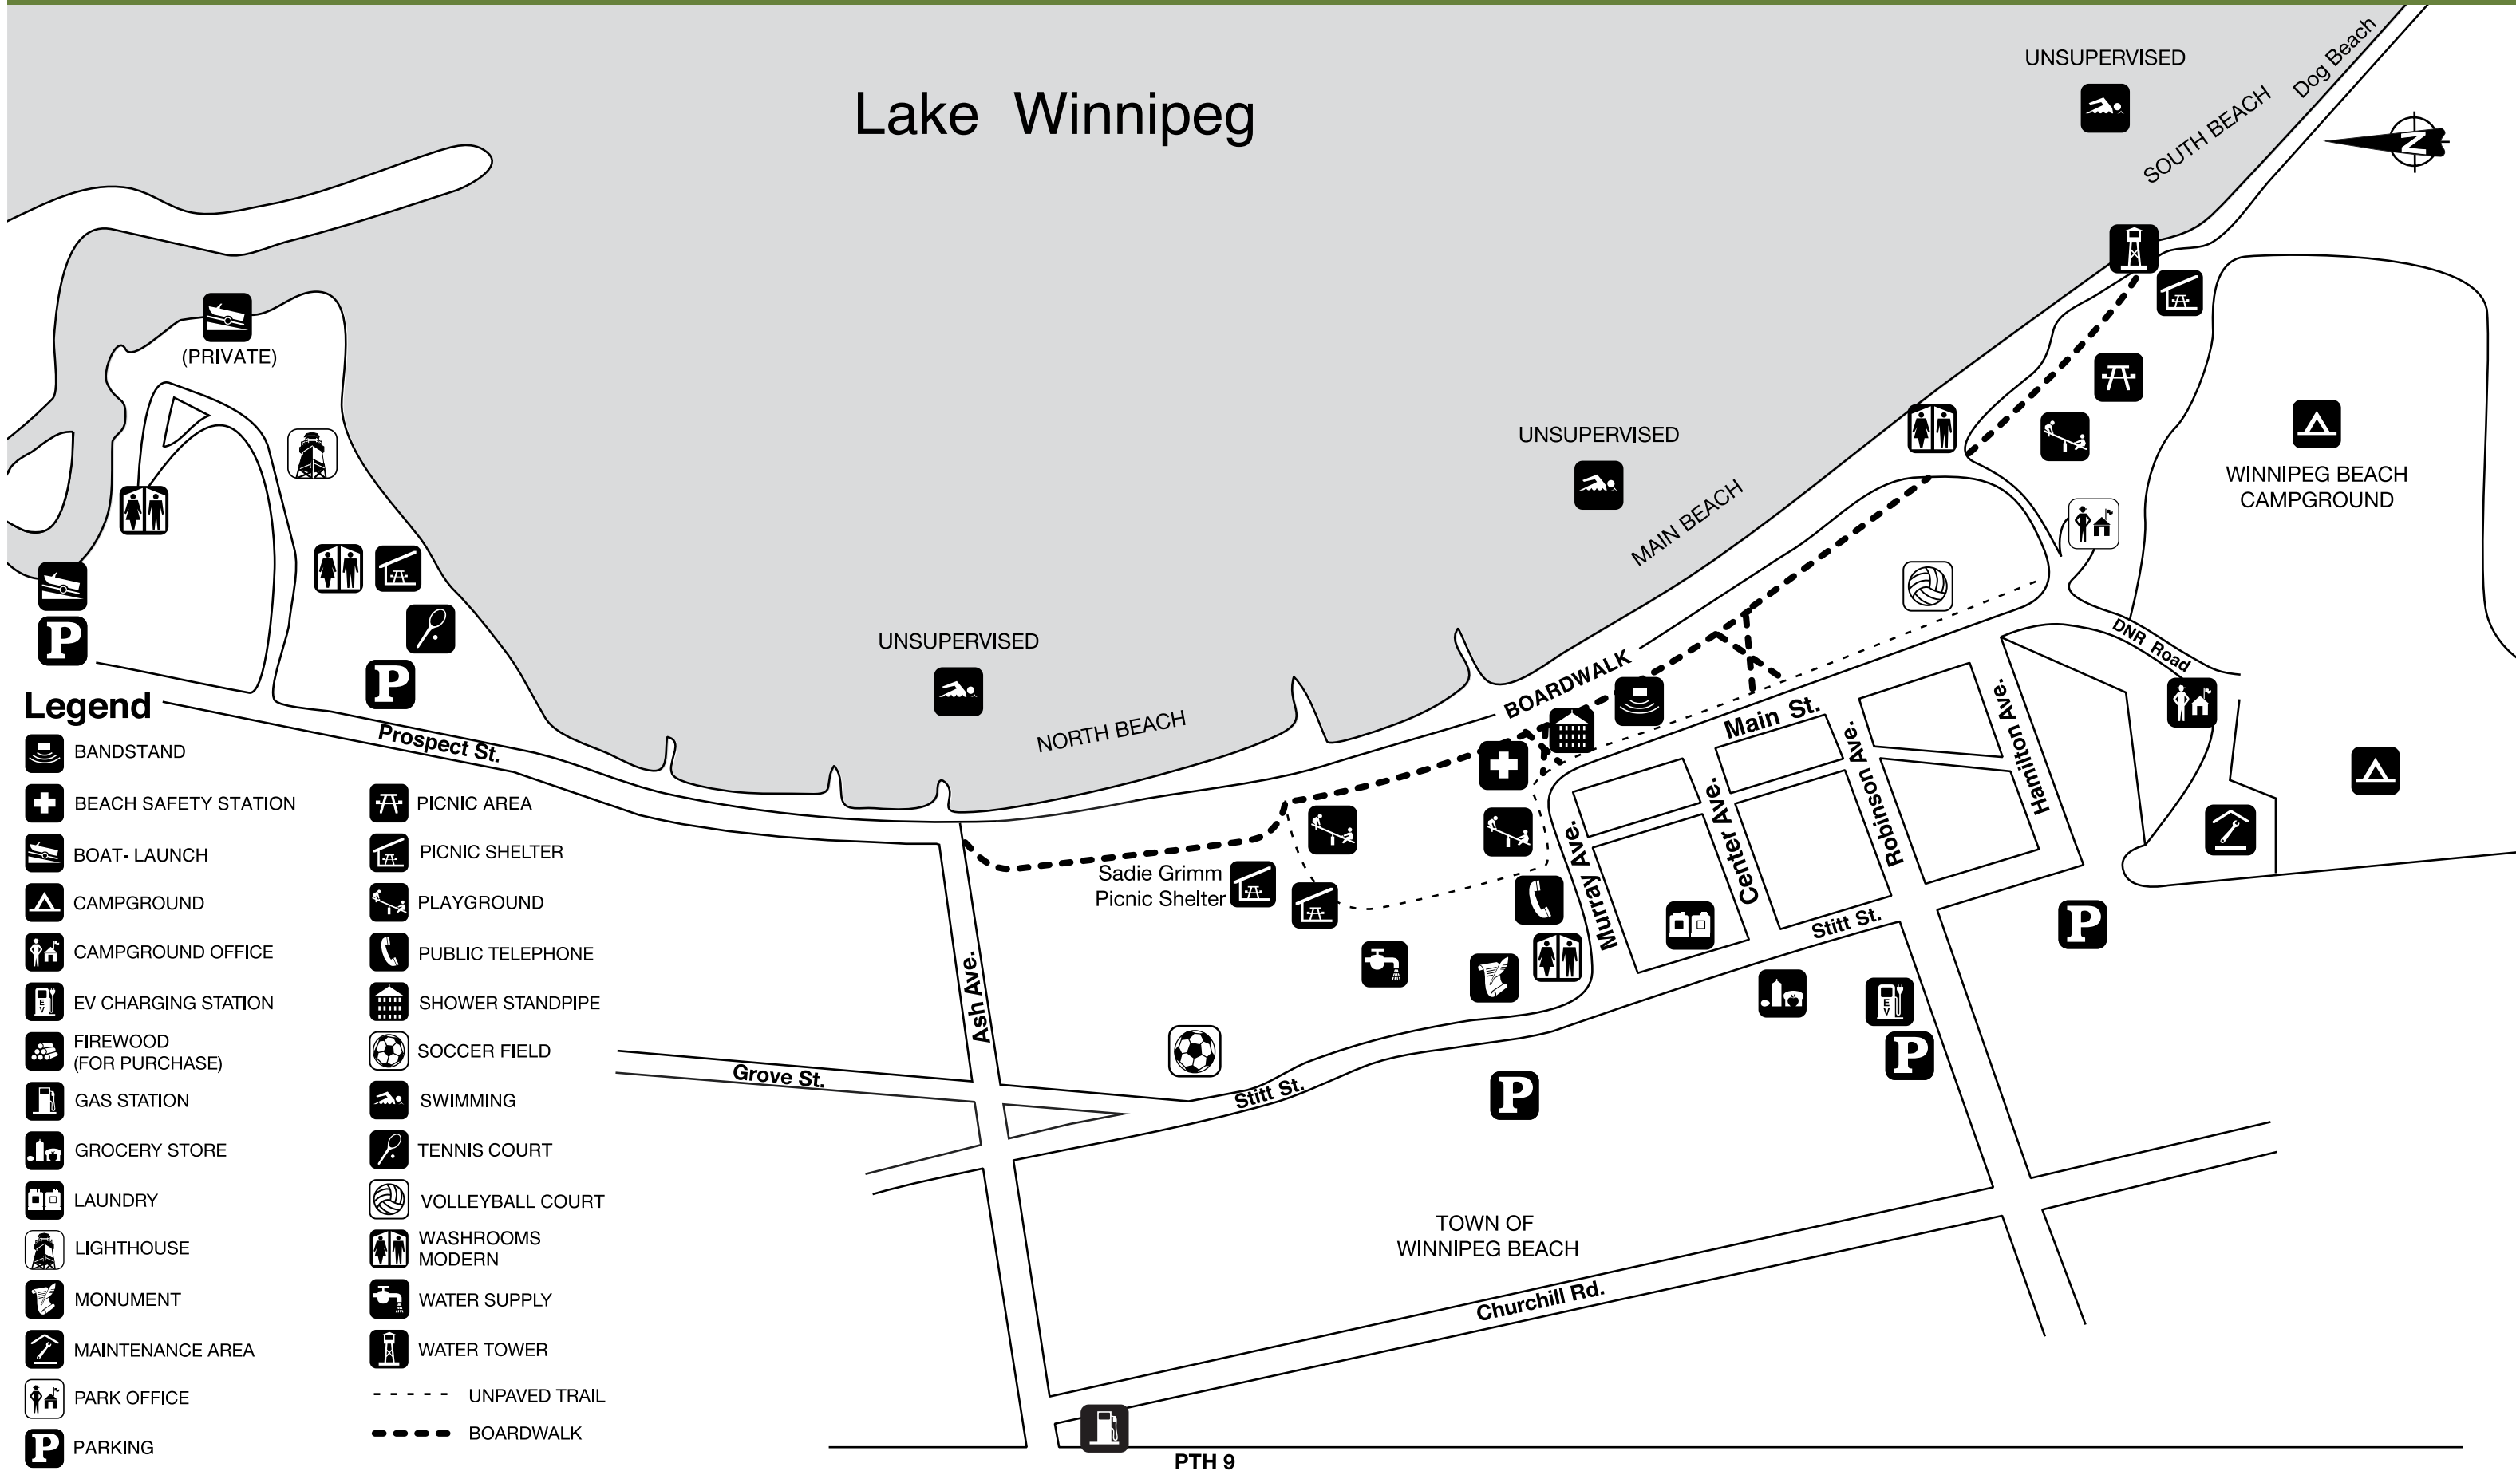 Lake Winnipeg
UNSUPERVISED
Dog Beach
SOUTH BEACH
N
(PRIVATE)
UNSUPERVISED
MAIN BEACH
WINNIPEG BEACH
CAMPGROUND
UNSUPERVISED
NORTH BEACH
BOARDWALK
Main St.
DNR Road
Prospect St.
Murray Ave.
Center Ave.
Robinson Ave.
Hamilton Ave.
Sadie Grimm
Picnic Shelter
Stitt St.
Ash Ave.
Grove St.
Stitt St.
E
V
P
P
P
P
P
TOWN OF
WINNIPEG BEACH
Churchill Rd.
PTH 9
Legend
BANDSTAND
BEACH SAFETY STATION
BOAT- LAUNCH
CAMPGROUND
CAMPGROUND OFFICE
E
V
EV CHARGING STATION
FIREWOOD
(FOR PURCHASE)
GAS STATION
GROCERY STORE
LAUNDRY
LIGHTHOUSE
MONUMENT
MAINTENANCE AREA
PARK OFFICE
P PARKING
PICNIC AREA
PICNIC SHELTER
PLAYGROUND
PUBLIC TELEPHONE
SHOWER STANDPIPE
SOCCER FIELD
SWIMMING
TENNIS COURT
VOLLEYBALL COURT
WASHROOMS
MODERN
WATER SUPPLY
WATER TOWER
UNPAVED TRAIL
BOARDWALK